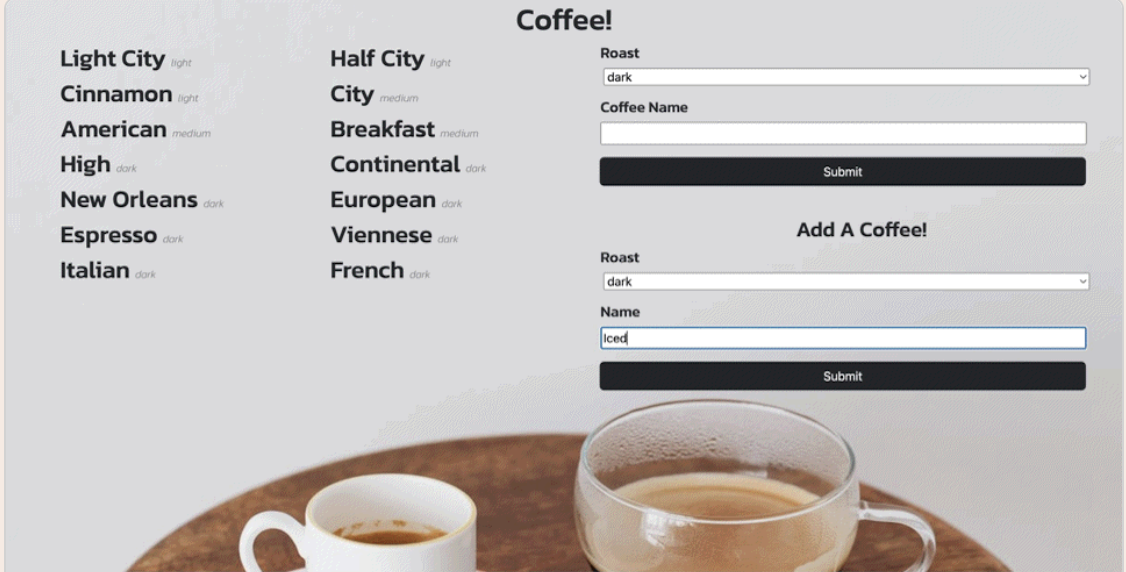 Coffee!
Light City light
Half City light
Cinnamon light
City medium
American medium
Breakfast medium
High dark
Continental dark
New Orleans dark
European dark
Espresso dark
Viennese dark
Italian dark
French dark
Roast
dark
Coffee Name
Submit
Add A Coffee!
Roast
dark
Name
Iced
Submit